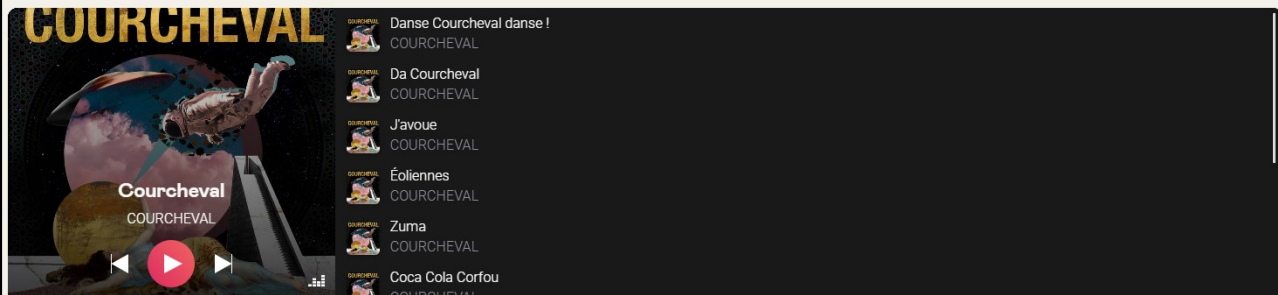 COURCHEVAL
Courcheval
COURCHEVAL
Danse Courcheval danse !
COURCHEVAL
Da Courcheval
COURCHEVAL
J'avoue
COURCHEVAL
Éoliennes
COURCHEVAL
Zuma
COURCHEVAL
Coca Cola Corfou
COURCHEVAL